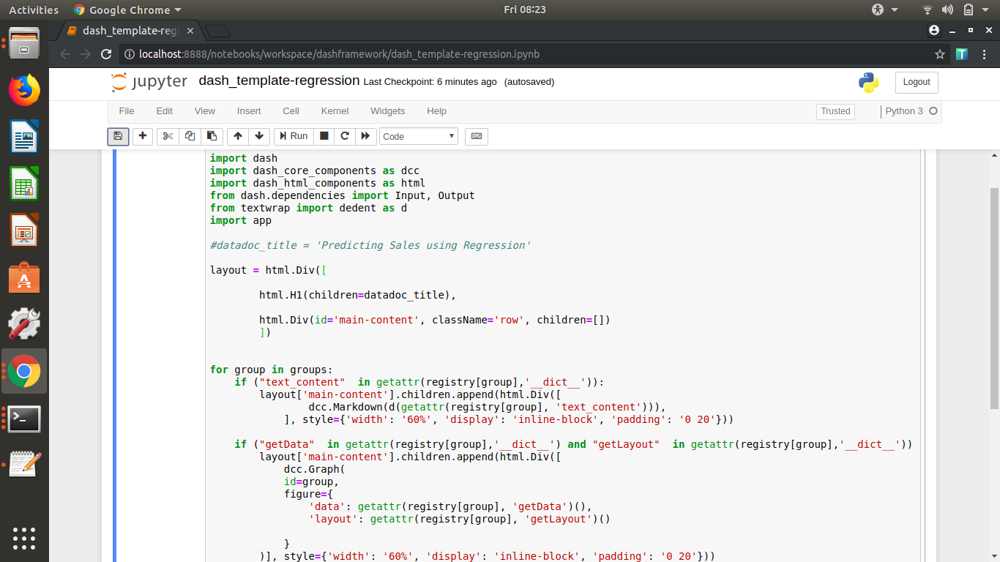 Activities
Google Chrome
Fri 08:23
dash_template-reg
localhost:8888/notebooks/workspace/dashframework/dash_template-regression.ipynb
T
jupyter dash_template-regression Last Checkpoint: 6 minutes ago (autosaved)
Logout
File Edit View Insert Cell Kernel Widgets Help
Trusted
Python 3
Run
Code
import dash
import dash_core_components as dcc
import dash_html_components as html
from dash.dependencies import Input, Output
from textwrap import dedent as d
import app
#datadoc_title = 'Predicting Sales using Regression'
layout = html.Div([
html.H1(children=datadoc_title),
html.Div(id='main-content', className='row', children=[])
])
for group in groups:
if ("text_content"  in getattr(registry[group],'__dict__')):
layout['main-content'].children.append(html.Div([
dcc.Markdown(d(getattr(registry[group], 'text_content'))),
], style={'width': '60%', 'display': 'inline-block', 'padding': '0 20'}))
if ("getData"  in getattr(registry[group],'__dict__') and "getLayout"  in getattr(registry[group],'__dict__'))
layout['main-content'].children.append(html.Div([
dcc.Graph(
id=group,
figure={
'data': getattr(registry[group], 'getData')(),
'layout': getattr(registry[group], 'getLayout')()
}
)], style={'width': '60%', 'display': 'inline-block', 'padding': '0 20'}))